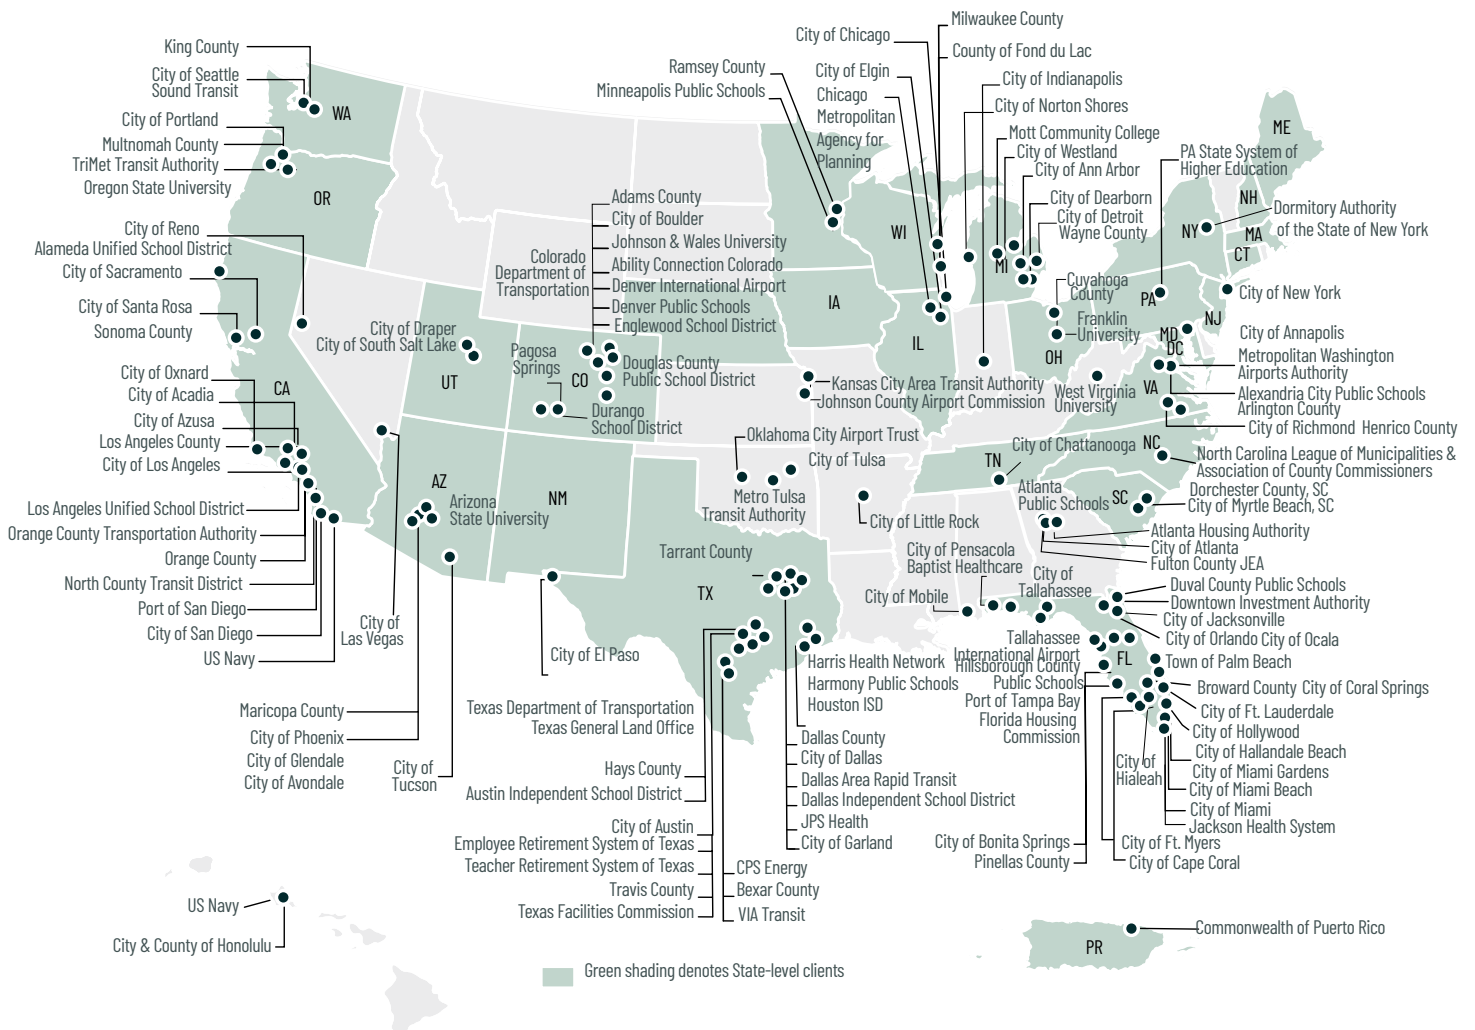 King County
City of Seattle
Sound Transit
WA
City of Portland
Multnomah County
TriMet Transit Authority
Oregon State University
OR
City of Reno
Alameda Unified School District
City of Sacramento
City of Santa Rosa
Sonoma County
City of Oxnard
City of Acadia
City of Azusa
Los Angeles County
City of Los Angeles
CA
Los Angeles Unified School District
Orange County Transportation Authority
Orange County
North County Transit District
Port of San Diego
City of San Diego
US Navy
City of
Las Vegas
City of Draper
City of South Salt Lake
UT
AZ
Arizona
State University
Maricopa County
City of Phoenix
City of Glendale
City of Avondale
City of
Tucson
NM
Colorado
Department of
Transportation
Adams County
City of Boulder
Johnson & Wales University
Ability Connection Colorado
Denver International Airport
Denver Public Schools
Englewood School District
Pagosa
Springs
CO
Douglas County
Public School District
Durango
School District
Ramsey County
Minneapolis Public Schools
City of Chicago
City of Elgin
Chicago
Metropolitan
Agency for
Planning
Milwaukee County
County of Fond du Lac
City of Indianapolis
City of Norton Shores
Mott Community College
City of Westland
City of Ann Arbor
City of Dearborn
City of Detroit
Wayne County
WI
MI
IA
IL
Cuyahoga
County
Franklin
University
OH
PA State System of
Higher Education
PA
ME
NH
MA
CT
NY
Dormitory Authority
of the State of New York
City of New York
NJ
MD
DC
City of Annapolis
Metropolitan Washington
Airports Authority
VA
Alexandria City Public Schools
Arlington County
City of Richmond Henrico County
West Virginia
University
Kansas City Area Transit Authority
Johnson County Airport Commission
Oklahoma City Airport Trust
City of Tulsa
Metro Tulsa
Transit Authority
City of Little Rock
City of Chattanooga
TN
NC
North Carolina League of Municipalities &
Association of County Commissioners
SC
Dorchester County, SC
City of Myrtle Beach, SC
Atlanta
Public Schools
Atlanta Housing Authority
City of Atlanta
Fulton County JEA
City of Pensacola
Baptist Healthcare
City of Mobile
City of
Tallahassee
Duval County Public Schools
Downtown Investment Authority
City of Jacksonville
City of Orlando City of Ocala
Tallahassee
International Airport
Hillsborough County
Public Schools
Port of Tampa Bay
Florida Housing
Commission
FL
Town of Palm Beach
Broward County City of Coral Springs
City of Ft. Lauderdale
City of Hollywood
City of Hallandale Beach
City of Miami Gardens
City of Miami Beach
City of Miami
Jackson Health System
City of
Hialeah
City of Bonita Springs
Pinellas County
City of Ft. Myers
City of Cape Coral
Tarrant County
TX
City of El Paso
Harris Health Network
Harmony Public Schools
Houston ISD
Texas Department of Transportation
Texas General Land Office
Dallas County
City of Dallas
Dallas Area Rapid Transit
Dallas Independent School District
JPS Health
City of Garland
Hays County
Austin Independent School District
City of Austin
Employee Retirement System of Texas
Teacher Retirement System of Texas
Travis County
Texas Facilities Commission
CPS Energy
Bexar County
VIA Transit
US Navy
City & County of Honolulu
Commonwealth of Puerto Rico
PR
Green shading denotes State-level clients